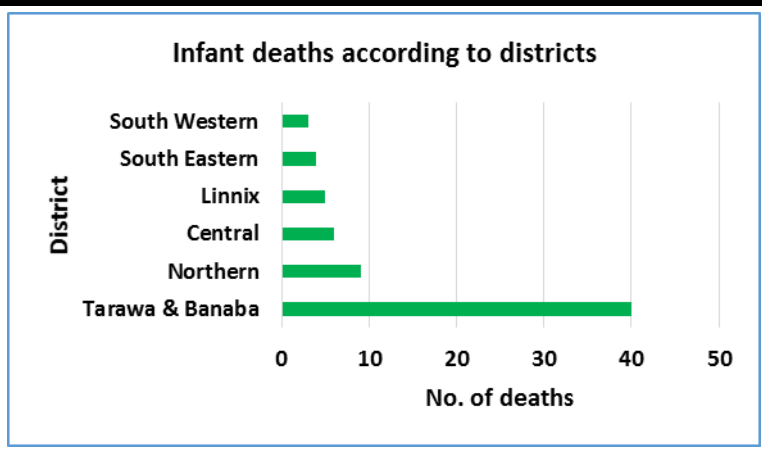 Infant deaths according to districts
District
South Western
South Eastern
Linnix
Central
Northern
Tarawa & Banaba
0 10 20 30 40 50
No. of deaths